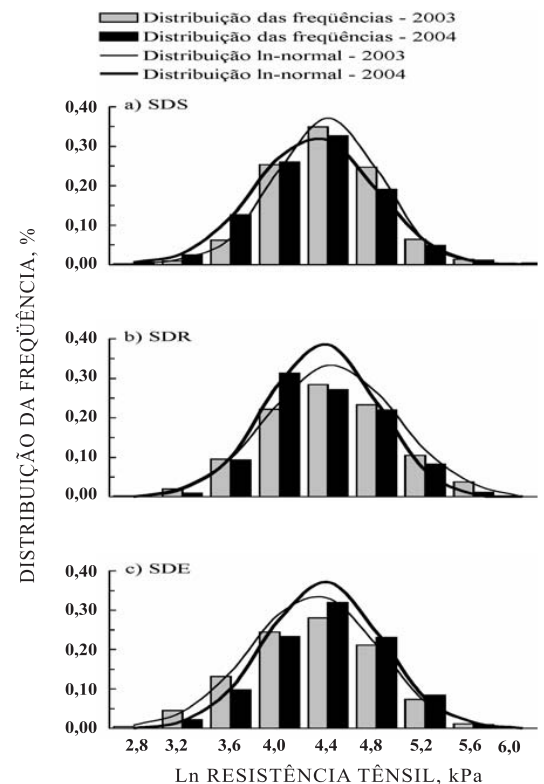 Distribuição das freqüências - 2003
Distribuição das freqüências - 2004
Distribuição ln-normal - 2003
Distribuição ln-normal - 2004
a) SDS
0,40
0,30
0,20
0,10
0,00
b) SDR
0,40
0,30
0,20
0,10
0,00
c) SDE
0,40
0,30
0,20
0,10
0,00
DISTRIBUIÇÃO DA FREQÜÊNCIA, %
2,8 3,2 3,6 4,0 4,4 4,8 5,2 5,6 6,0
Ln RESISTÊNCIA TÊNSIL, kPa